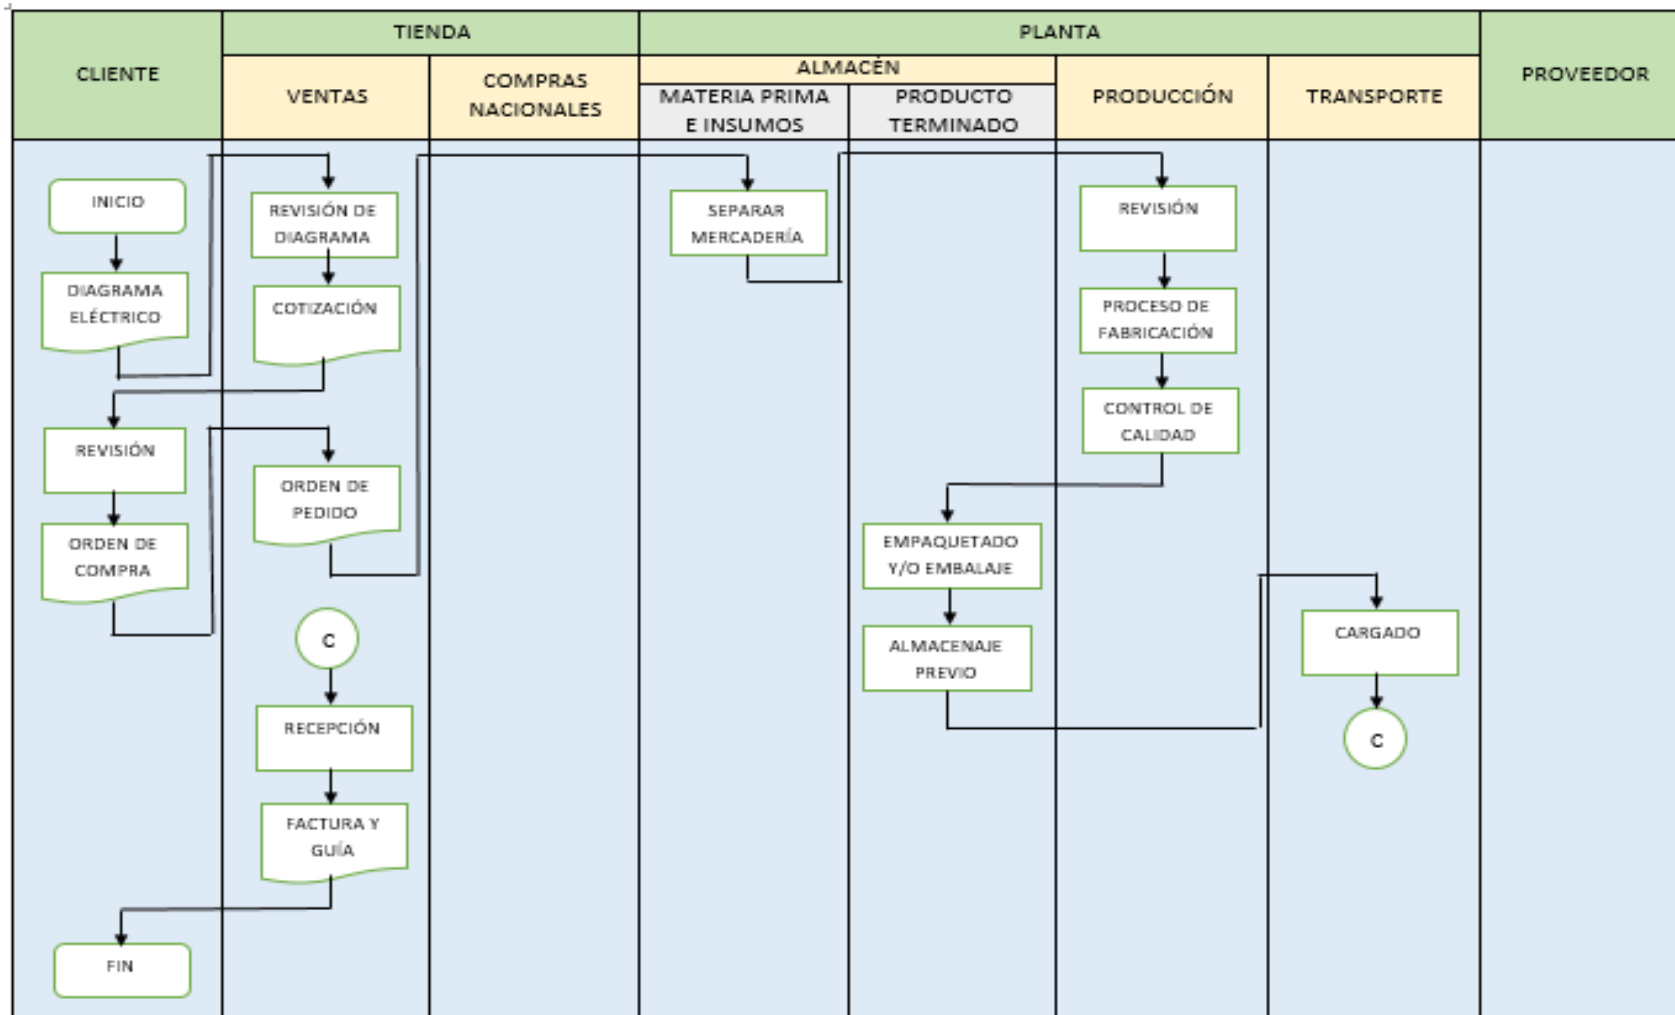 CLIENTE
TIENDA
PLANTA
PROVEEDOR
VENTAS
COMPRAS
NACIONALES
ALMACÉN
MATERIA PRIMA
E INSUMOS
PRODUCTO
TERMINADO
PRODUCCIÓN
TRANSPORTE
INICIO
DIAGRAMA
ELÉCTRICO
REVISIÓN
ORDEN DE
COMPRA
FIN
REVISIÓN DE
DIAGRAMA
COTIZACIÓN
ORDEN DE
PEDIDO
C
RECEPCIÓN
FACTURA Y
GUÍA
SEPARAR
MERCADERÍA
EMPAQUETADO
Y/O EMBALAJE
ALMACENAJE
PREVIO
REVISIÓN
PROCESO DE
FABRICACIÓN
CONTROL DE
CALIDAD
CARGADO
C